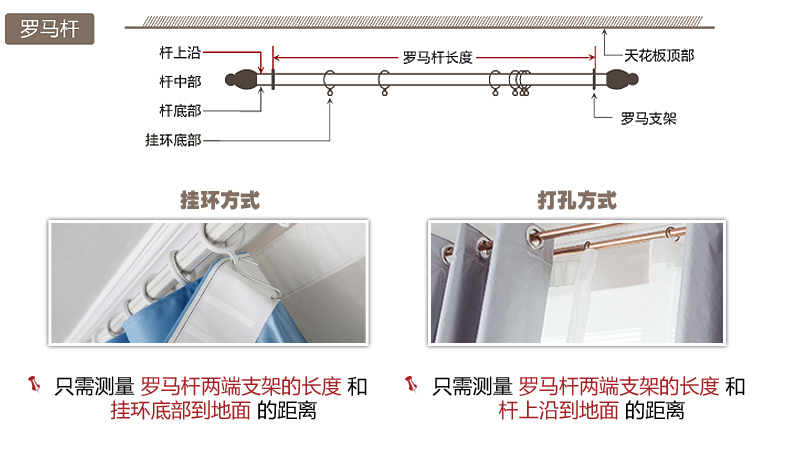 罗马杆
杆上沿
罗马杆长度
天花板顶部
杆中部
杆底部
罗马支架
挂环底部
挂环方式
打孔方式
只需测量 罗马杆两端支架的长度 和
挂环底部到地面 的距离
只需测量 罗马杆两端支架的长度 和
杆上沿到地面 的距离